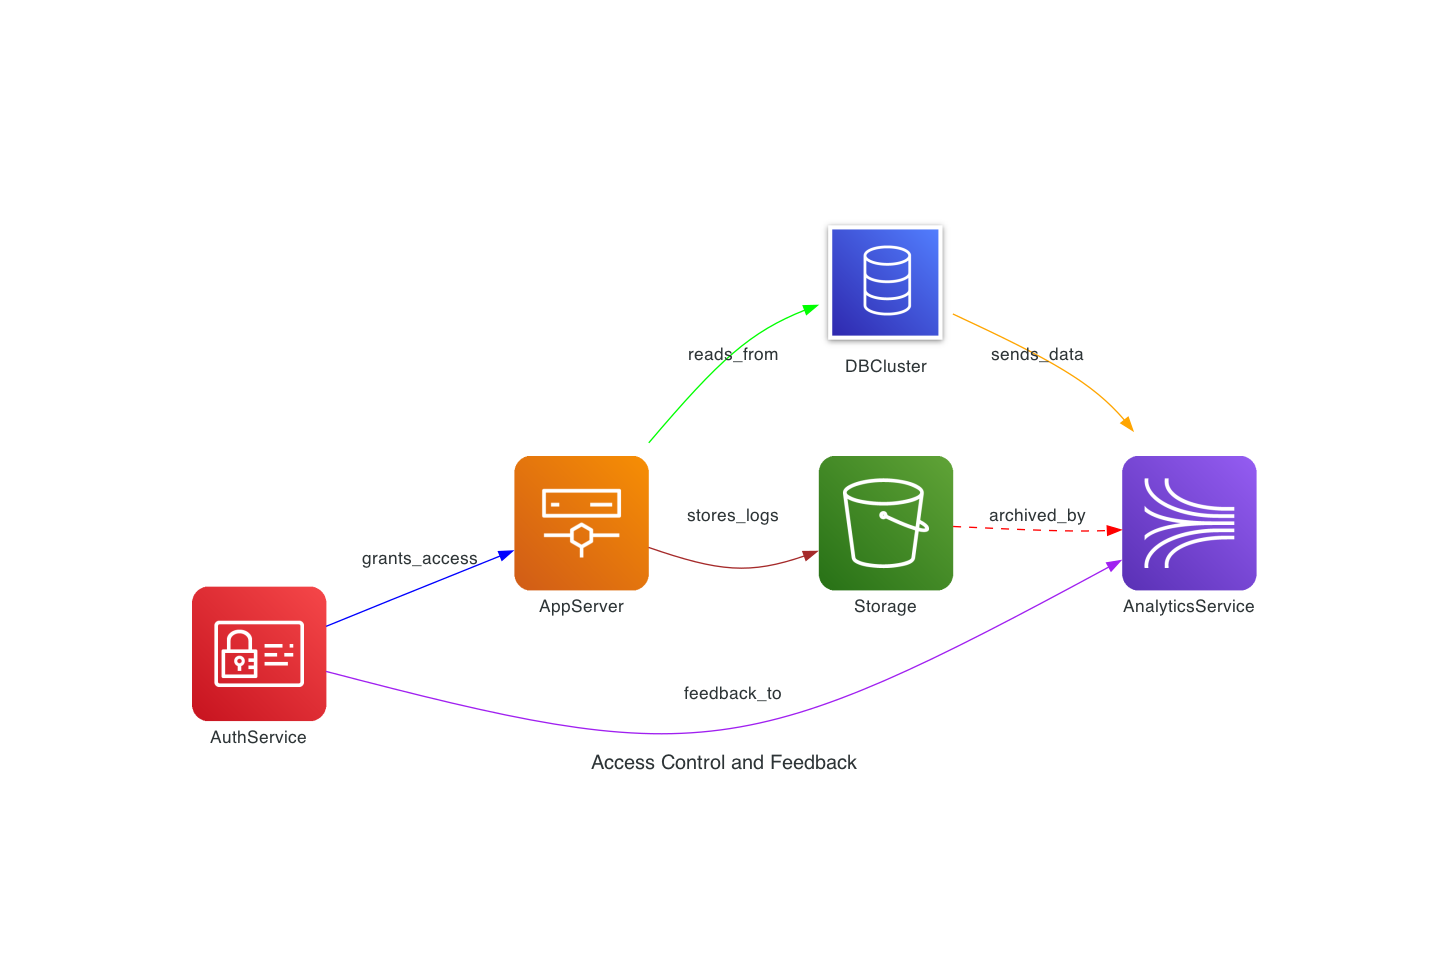 reads_from
sends_data
DBCluster
stores_logs
archived_by
grants_access
AppServer
Storage
AnalyticsService
feedback_to
AuthService
Access Control and Feedback